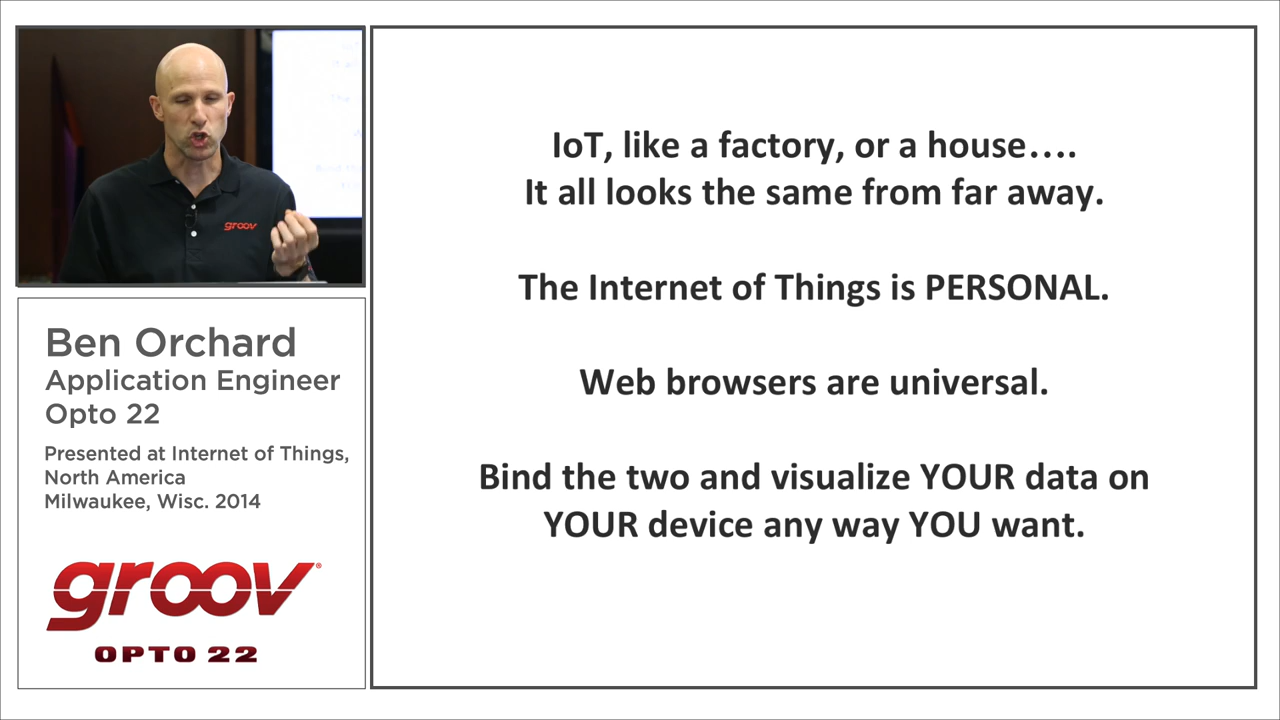 groov
Ben Orchard
Application Engineer
Opto 22
Presented at Internet of Things,
North America
Milwaukee, Wisc. 2014
groov®
OPTO 22
IoT, like a factory, or a house….
It all looks the same from far away.
The Internet of Things is PERSONAL.
Web browsers are universal.
Bind the two and visualize YOUR data on
YOUR device any way YOU want.